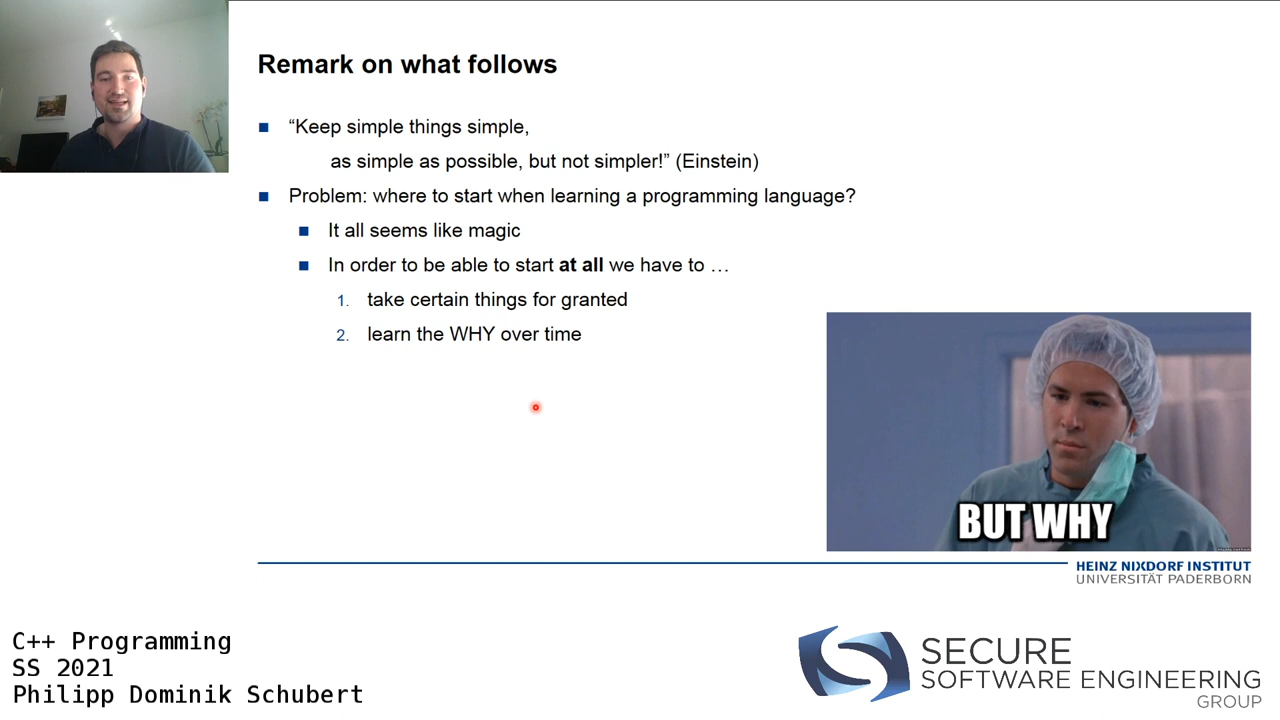 Remark on what follows
“Keep simple things simple,
as simple as possible, but not simpler!” (Einstein)
Problem: where to start when learning a programming language?
It all seems like magic
In order to be able to start at all we have to …
1. take certain things for granted
2. learn the WHY over time
BUT WHY
HEINZ NIXDORF INSTITUT
UNIVERSITÄT PADERBORN
C++ Programming
SS 2021
Philipp Dominik Schubert
SECURE
SOFTWARE ENGINEERING
GROUP